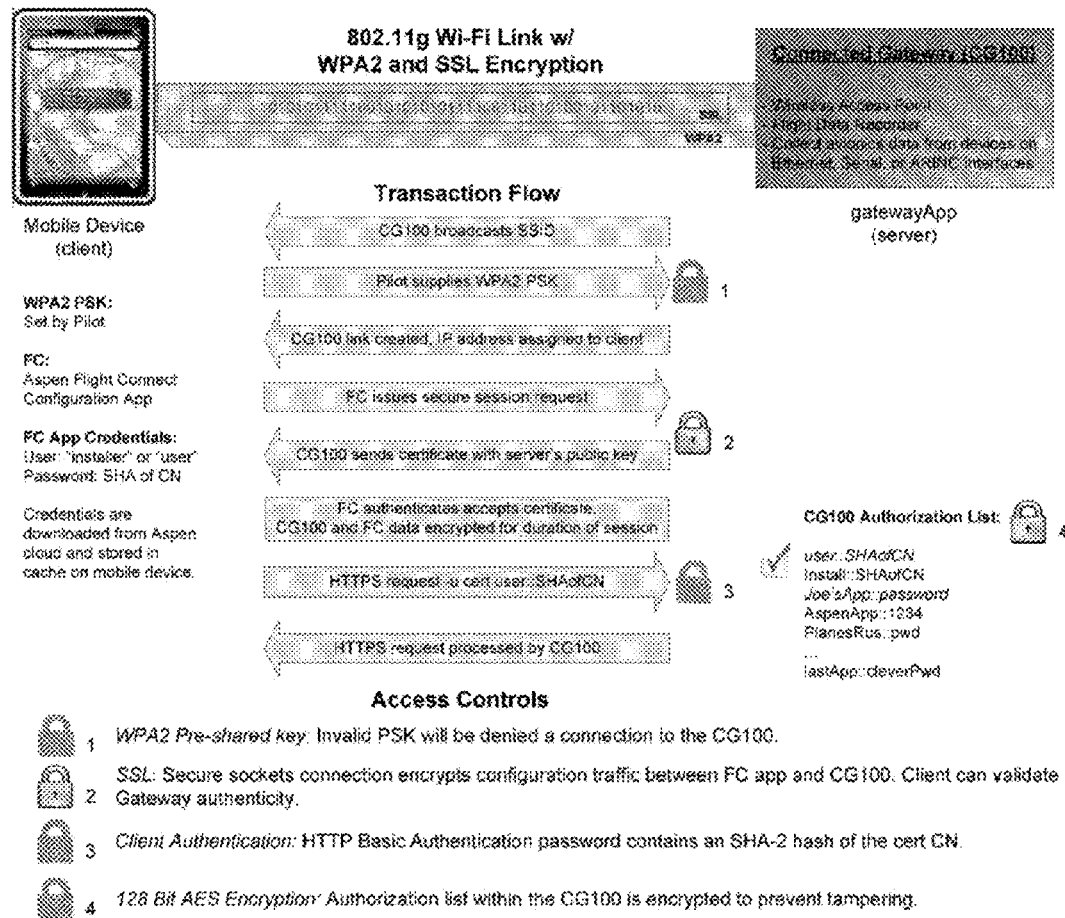 802.11g Wi-Fi Link w/
WPA2 and SSL Encryption
SSL
WPA2
Connected Gateway (CG100)
Wireless Access Point
Flight Data Recorder
Collect avionics data from devices on
Ethernet, serial, or ARINC interfaces
Mobile Device
(client)
gatewayApp
(server)
Transaction Flow
CG100 broadcasts SSID
Pilot supplies WPA2 PSK
1
CG100 link created, IP address assigned to client
FC issues secure session request
2
CG100 sends certificate with server's public key
FC authenticates accepts certificate.
CG100 and FC data encrypted for duration of session
HTTPS request w cert user::SHAofCN
3
HTTPS request processed by CG100
WPA2 PSK:
Set by Pilot
FC:
Aspen Flight Connect
Configuration App
FC App Credentials:
User: "installer" or "user"
Password: SHA of CN
Credentials are
downloaded from Aspen
cloud and stored in
cache on mobile device.
CG100 Authorization List:
4
user::SHAofCN
Install::SHAofCN
Joe'sApp::password
AspenApp::1234
PlanesRus::pwd
...
lastApp::cleverPwd
Access Controls
1 WPA2 Pre-shared key: Invalid PSK will be denied a connection to the CG100.
2 SSL: Secure sockets connection encrypts configuration traffic between FC app and CG100. Client can validate
Gateway authenticity.
3 Client Authentication: HTTP Basic Authentication password contains an SHA-2 hash of the cert CN.
4 128 Bit AES Encryption: Authorization list within the CG100 is encrypted to prevent tampering.